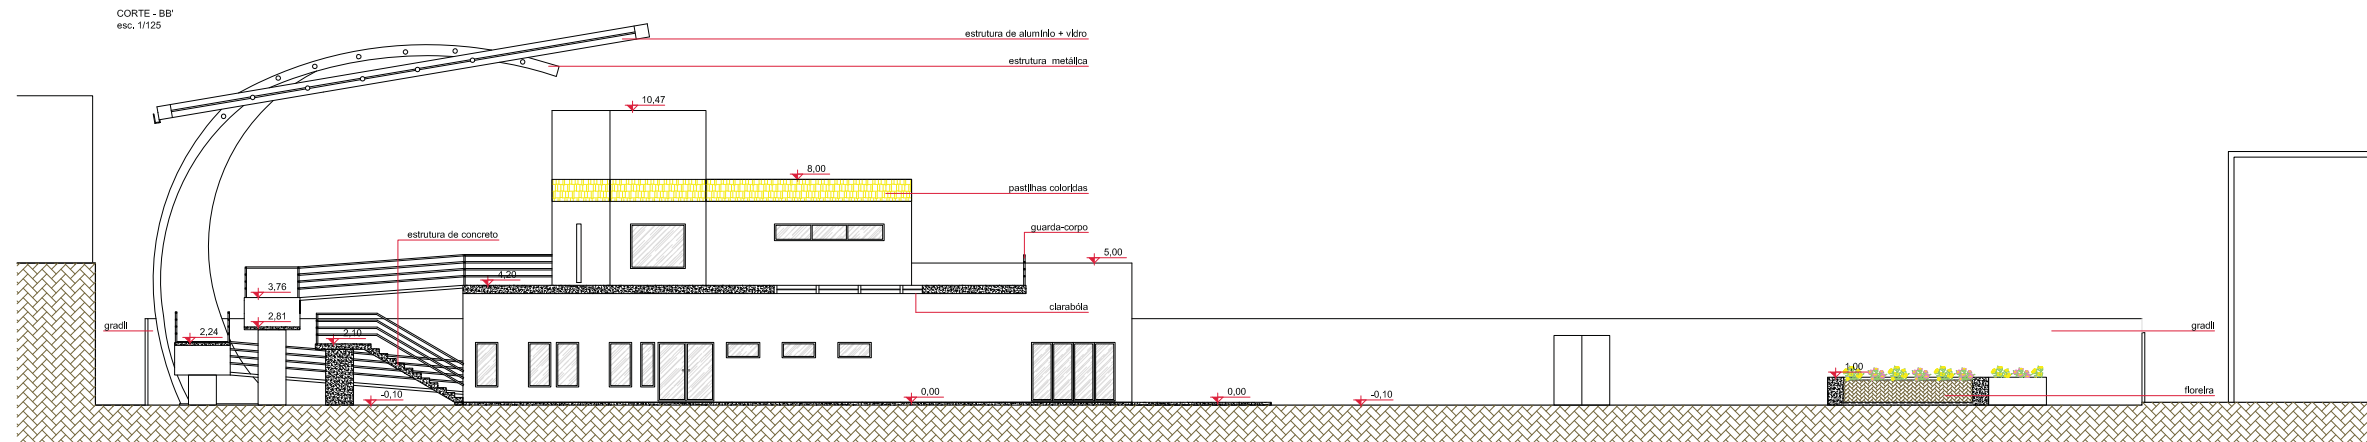 CORTE - BB'
esc. 1/125
estrutura de alumínio + vidro
estrutura metálica
10,47
8,00
pastilhas coloridas
guarda-corpo
estrutura de concreto
5,00
4,20
3,76
clarabóia
2,81
gradil
2,24
2,10
gradil
1,00
-0,10
0,00
0,00
-0,10
floreira